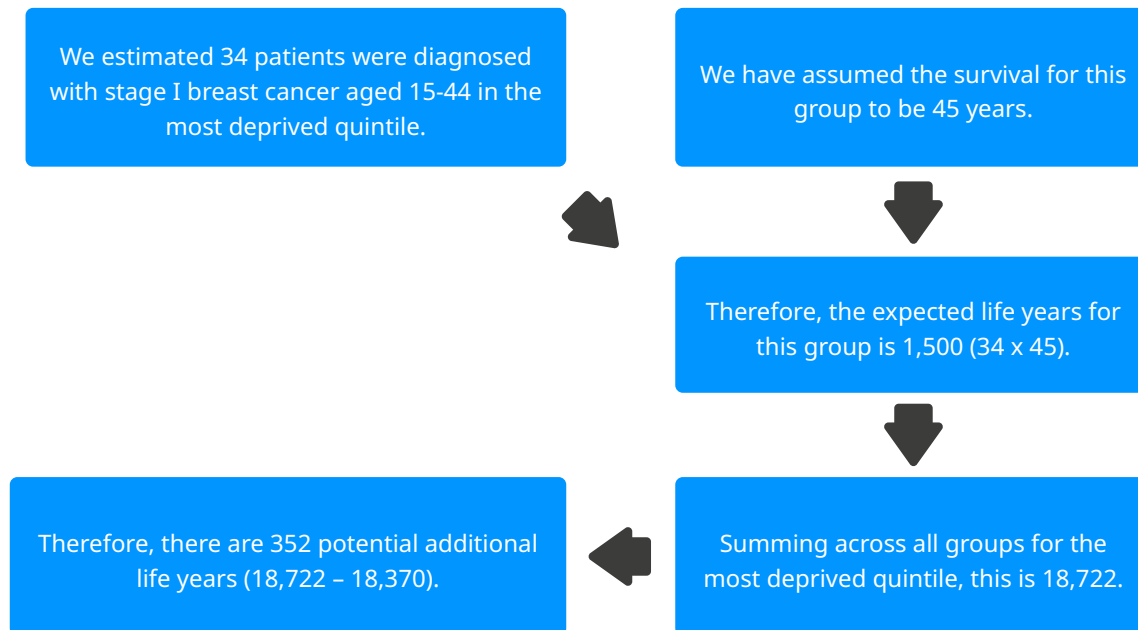 We estimated 34 patients were diagnosed
with stage I breast cancer aged 15-44 in the
most deprived quintile.
We have assumed the survival for this
group to be 45 years.
Therefore, the expected life years for
this group is 1,500 (34 x 45).
Summing across all groups for the
most deprived quintile, this is 18,722.
Therefore, there are 352 potential additional
life years (18,722 – 18,370).